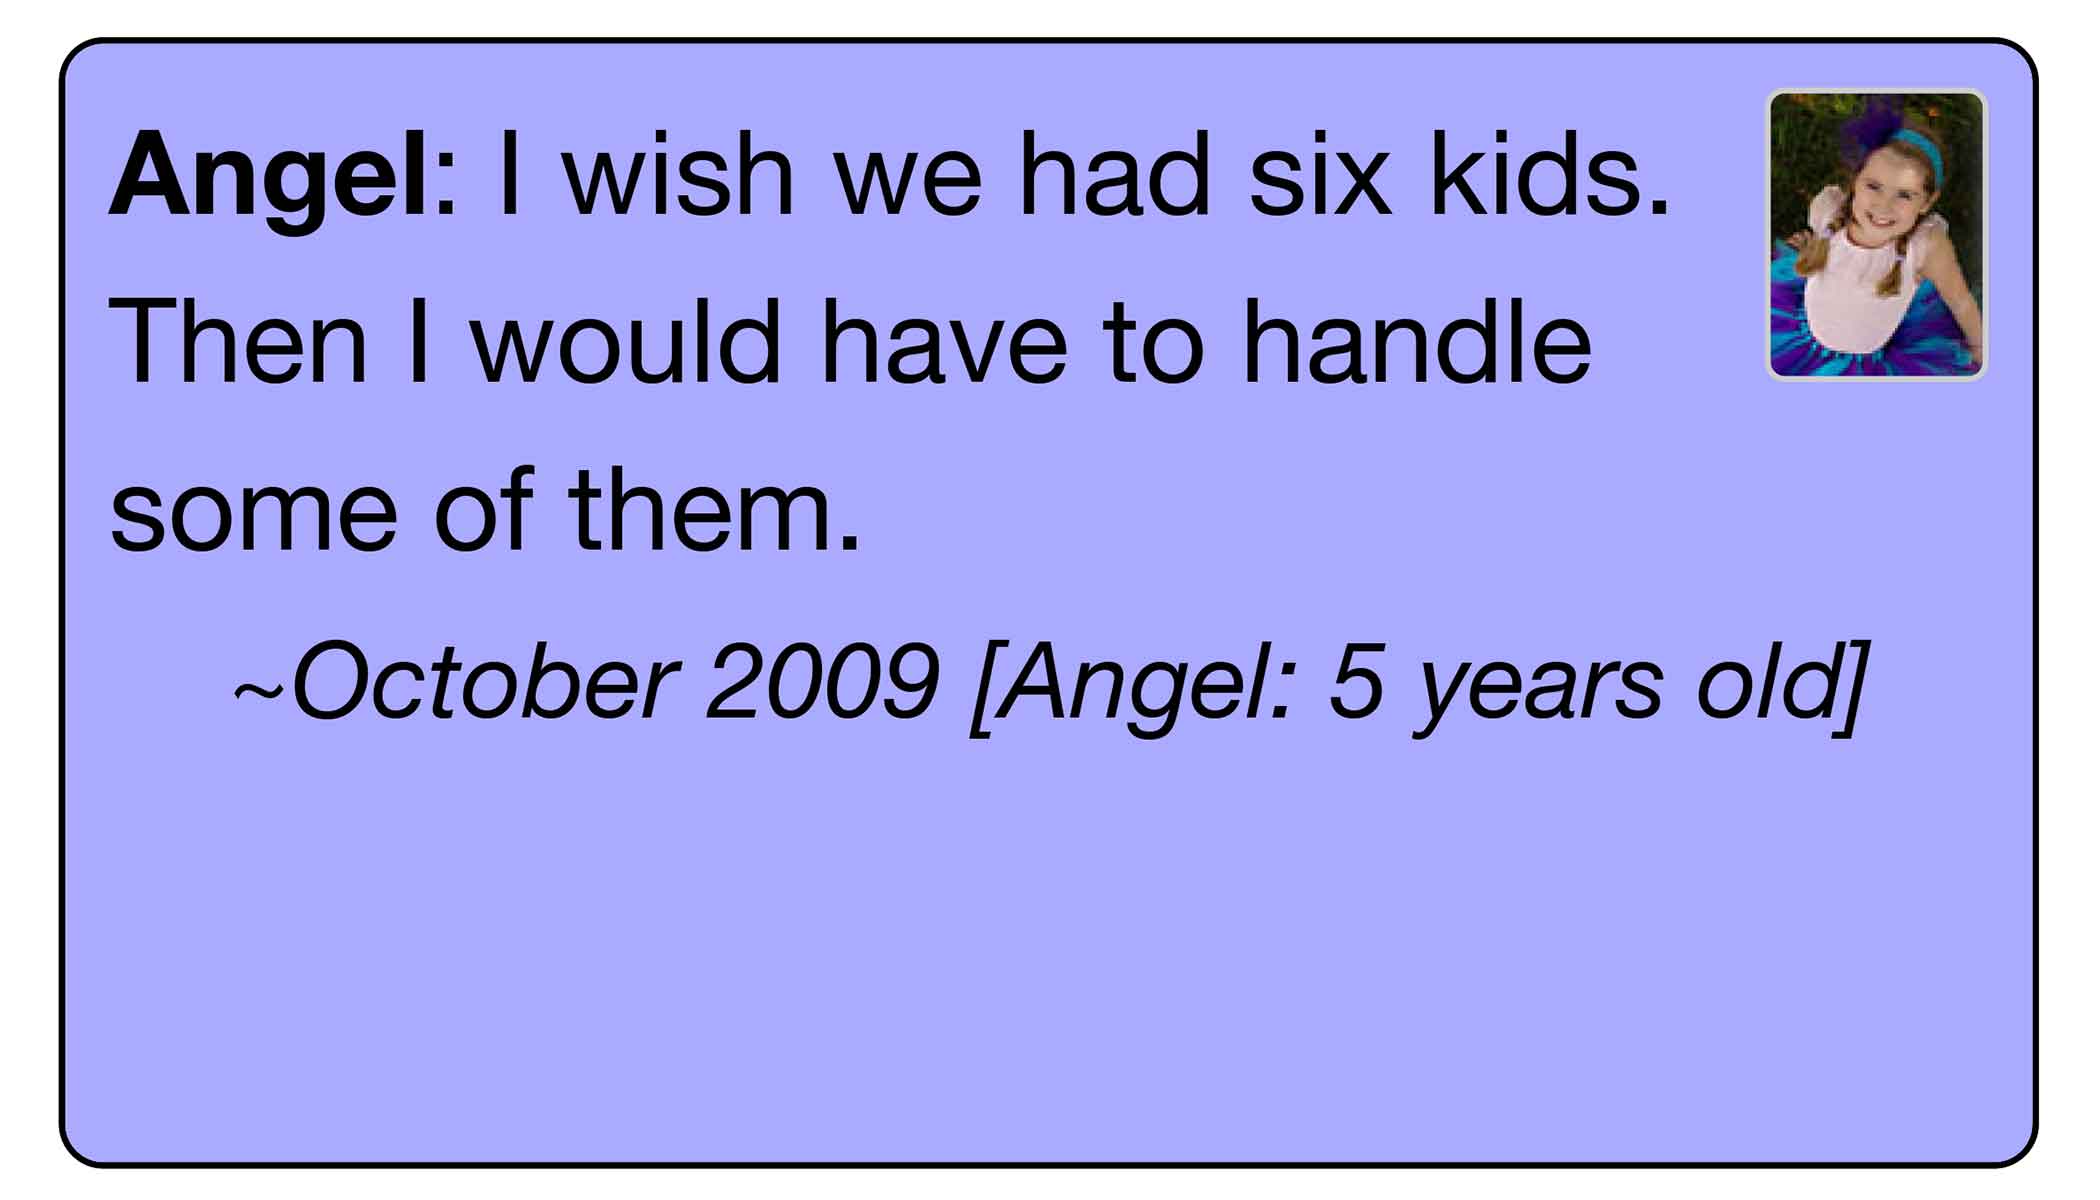 Angel: I wish we had six kids.
Then I would have to handle
some of them.
~October 2009 [Angel: 5 years old]